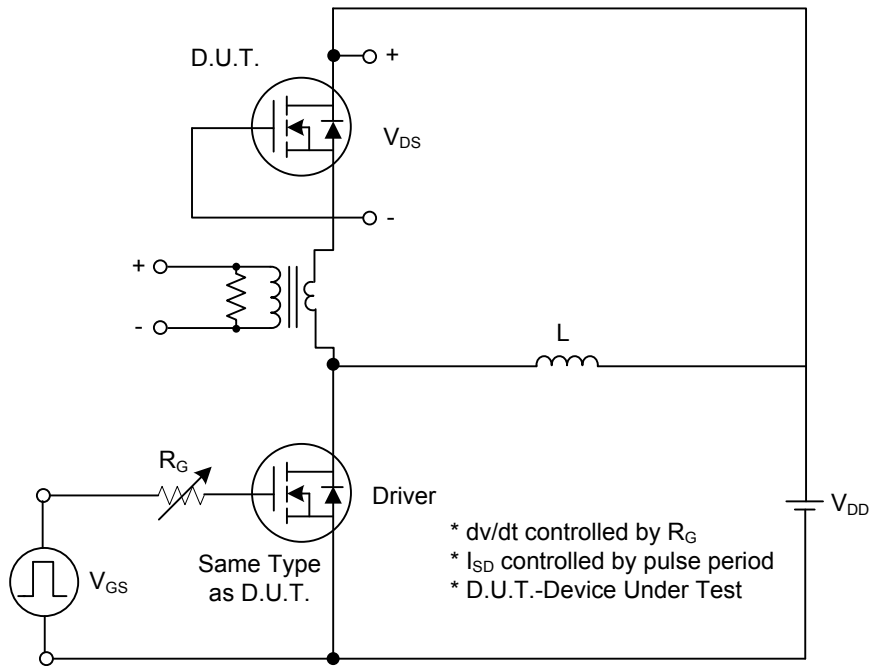 D.U.T.
+
V_DS
-
+
-
L
R_G
Driver
V_DD
V_GS
Same Type
as D.U.T.
* dv/dt controlled by R_G
* I_SD controlled by pulse period
* D.U.T.-Device Under Test